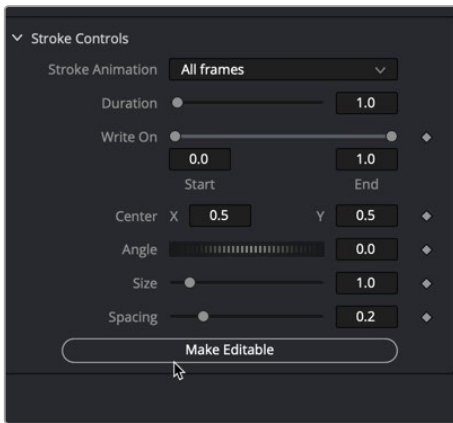 Stroke Controls
Stroke Animation All frames
Duration 1.0
Write On
0.0 1.0
Start End
Center X 0.5 Y 0.5
Angle 0.0
Size 1.0
Spacing 0.2
Make Editable